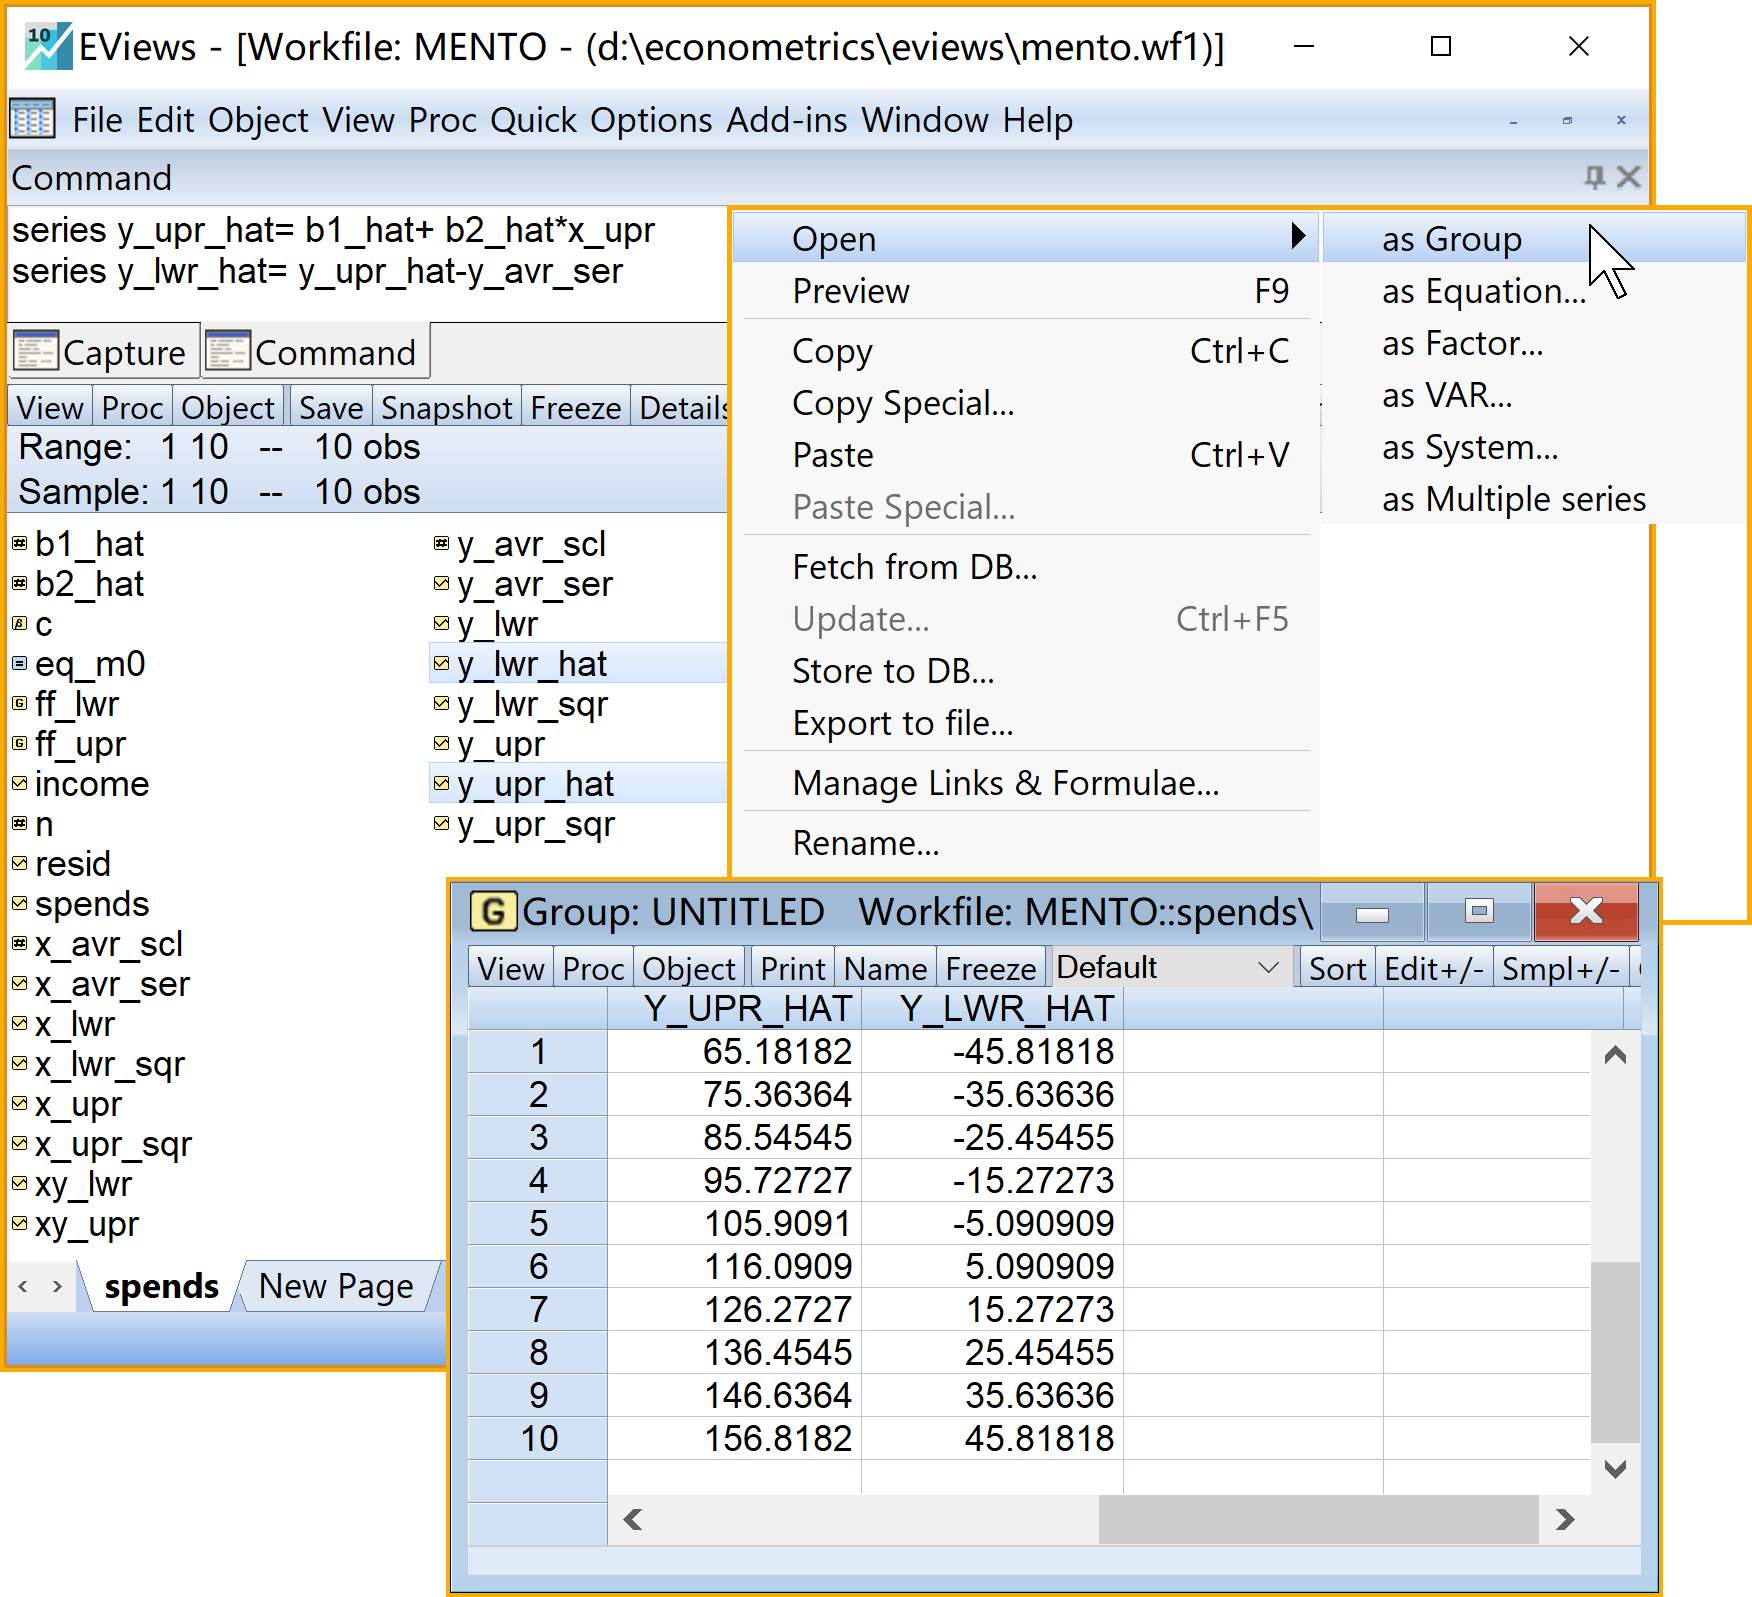 EViews - [Workfile: MENTO - (d:\econometrics\eviews\mento.wf1)]
File Edit Object View Proc Quick Options Add-ins Window Help
Command
series y_upr_hat= b1_hat+ b2_hat*x_upr
series y_lwr_hat= y_upr_hat-y_avr_ser
Capture Command
View Proc Object Save Snapshot Freeze Details
Range: 1 10 -- 10 obs
Sample: 1 10 -- 10 obs
b1_hat
b2_hat
c
eq_m0
ff_lwr
ff_upr
income
n
resid
spends
x_avr_scl
x_avr_ser
x_lwr
x_lwr_sqr
x_upr
x_upr_sqr
xy_lwr
xy_upr
y_avr_scl
y_avr_ser
y_lwr
y_lwr_hat
y_lwr_sqr
y_upr
y_upr_hat
y_upr_sqr
spends New Page
Open
Preview F9
Copy Ctrl+C
Copy Special...
Paste Ctrl+V
Paste Special...
Fetch from DB...
Update... Ctrl+F5
Store to DB...
Export to file...
Manage Links & Formulae...
Rename...
as Group
as Equation...
as Factor...
as VAR...
as System...
as Multiple series
G Group: UNTITLED Workfile: MENTO::spends\
View Proc Object Print Name Freeze Default Sort Edit+/- Smpl+/-
Y_UPR_HAT Y_LWR_HAT
1 65.18182 -45.81818
2 75.36364 -35.63636
3 85.54545 -25.45455
4 95.72727 -15.27273
5 105.9091 -5.090909
6 116.0909 5.090909
7 126.2727 15.27273
8 136.4545 25.45455
9 146.6364 35.63636
10 156.8182 45.81818